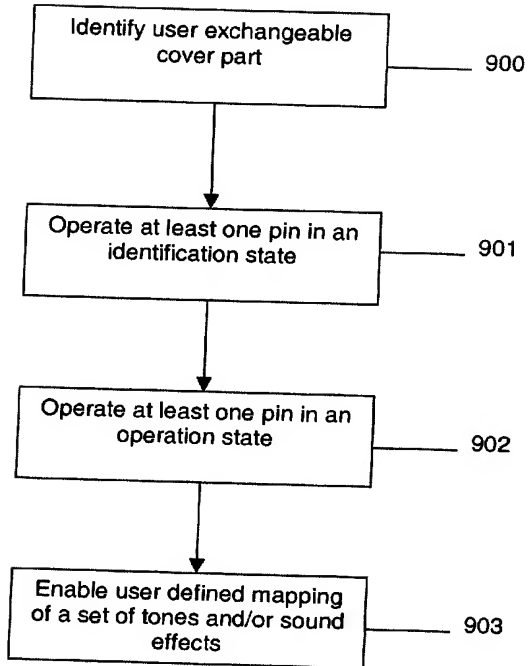 Identify user exchangeable
cover part
900
Operate at least one pin in an
identification state
901
Operate at least one pin in an
operation state
902
Enable user defined mapping
of a set of tones and/or sound
effects
903